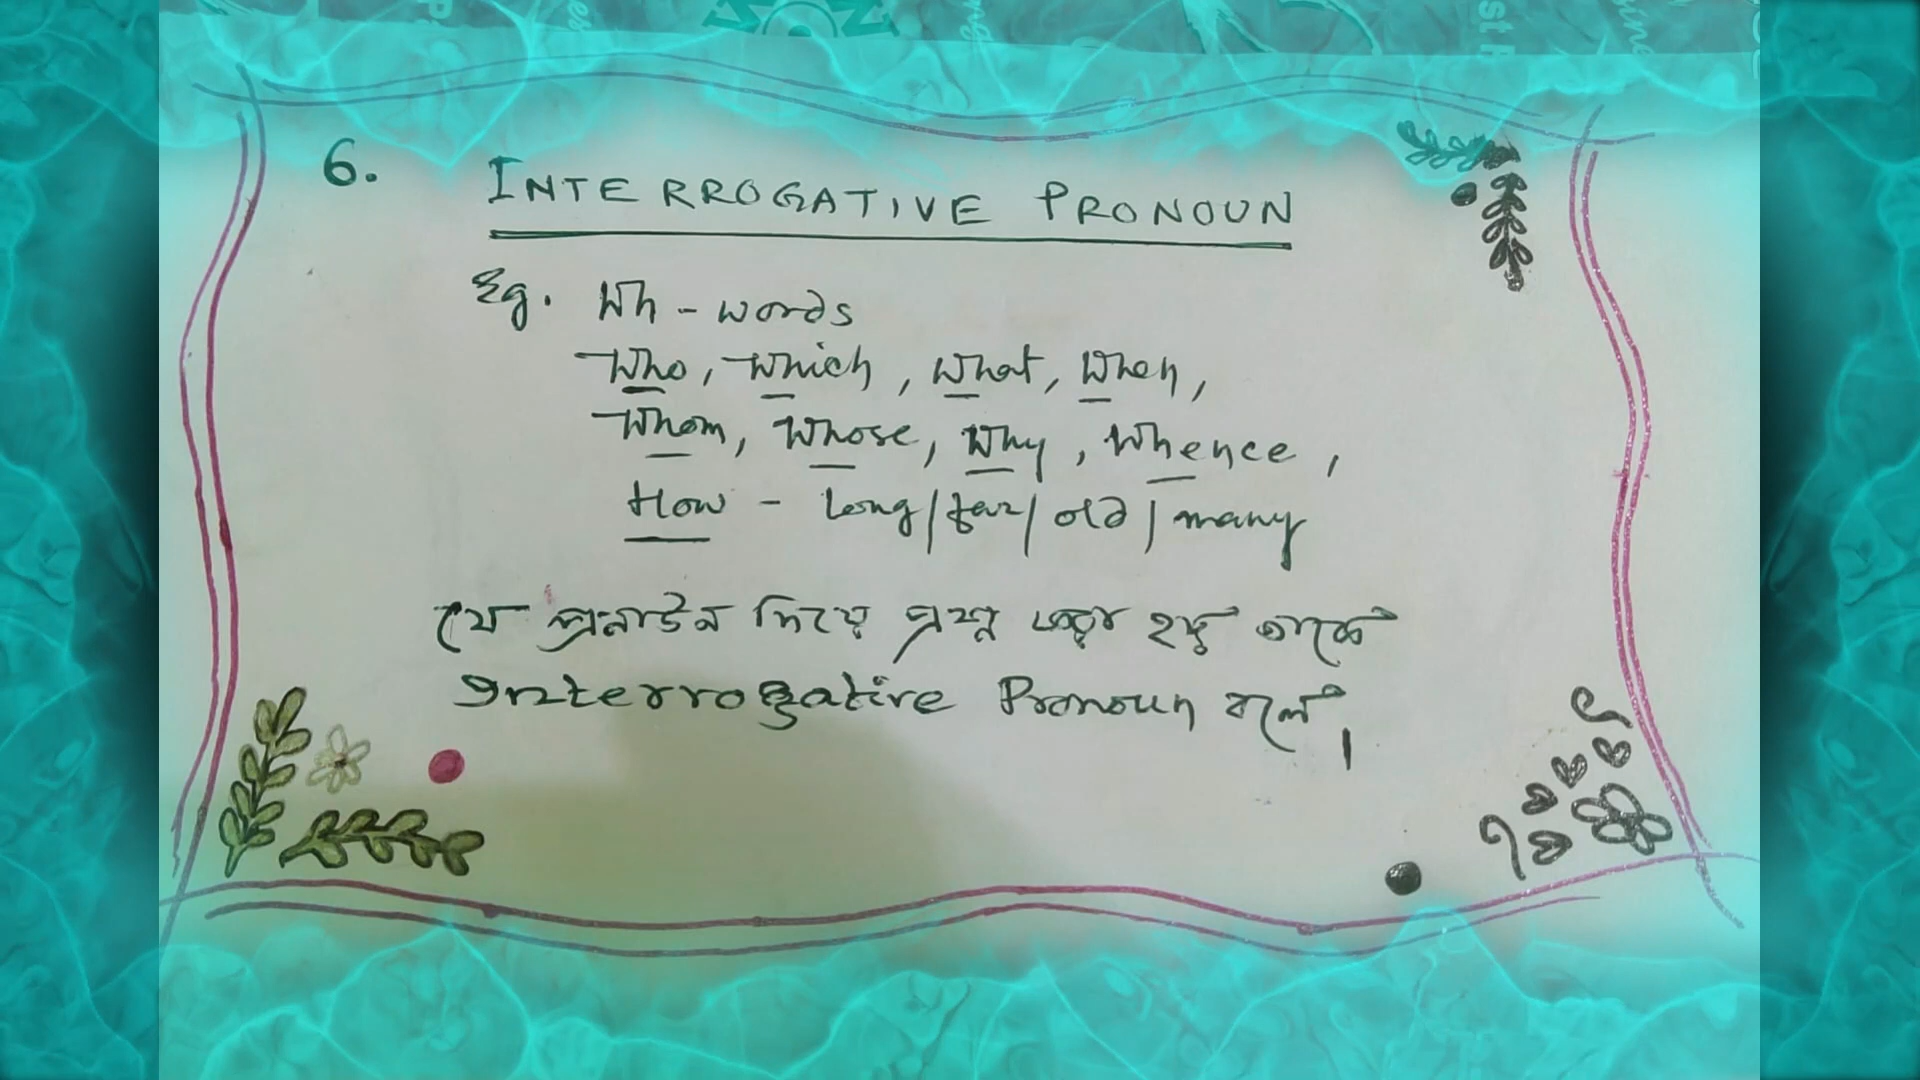 6. INTERROGATIVE PRONOUN
Eg. Wh - words
Who, Which, What, When,
Whom, Whose, Why, Whence,
How - Long/far/old/many
যে প্রনাউন দিয়ে প্রশ্ন করা হয় তাকে
Interrogative Pronoun বলে।